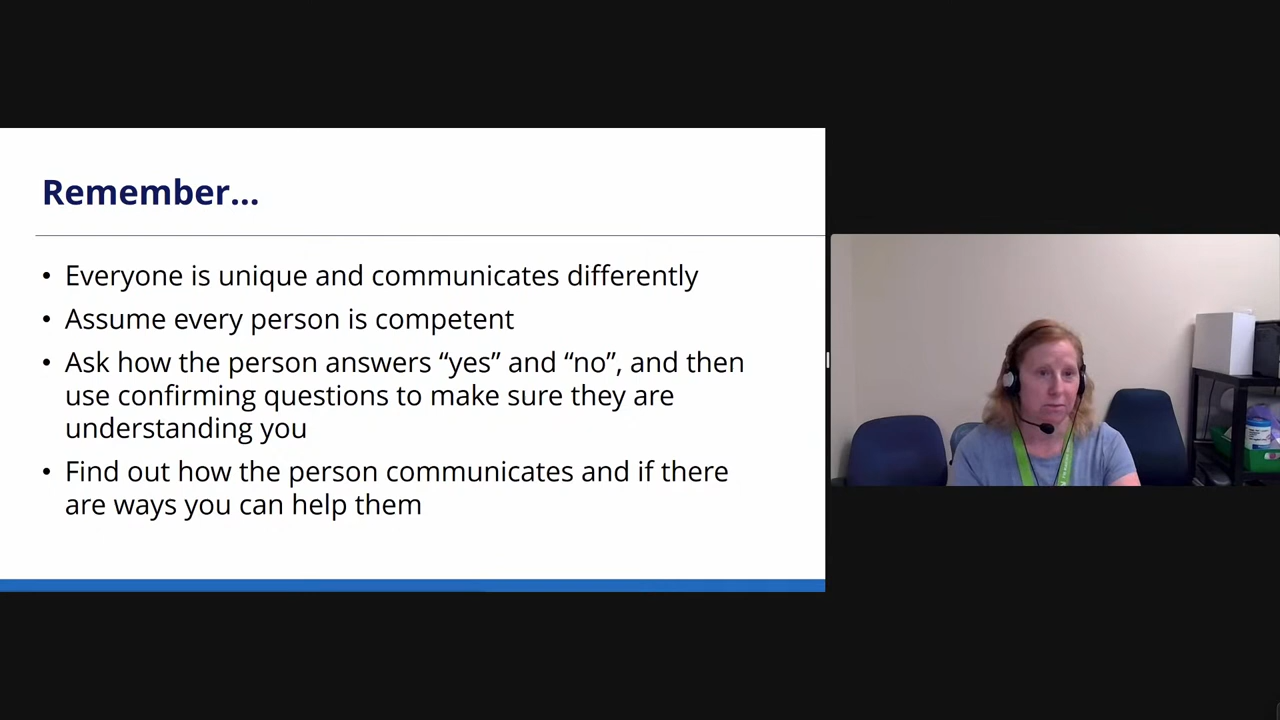 Remember...
• Everyone is unique and communicates differently
• Assume every person is competent
• Ask how the person answers “yes” and “no”, and then
use confirming questions to make sure they are
understanding you
• Find out how the person communicates and if there
are ways you can help them